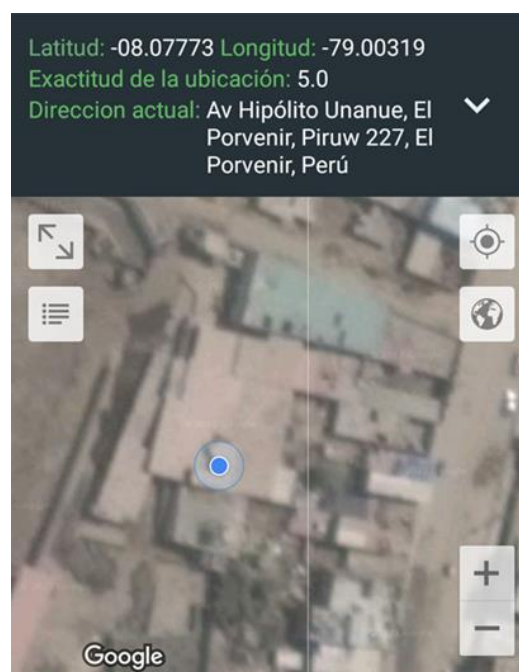 Latitud: -08.07773 Longitud: -79.00319
Exactitud de la ubicación: 5.0
Direccion actual: Av Hipólito Unanue, El
Porvenir, Piruw 227, El
Porvenir, Perú
+
−
Google